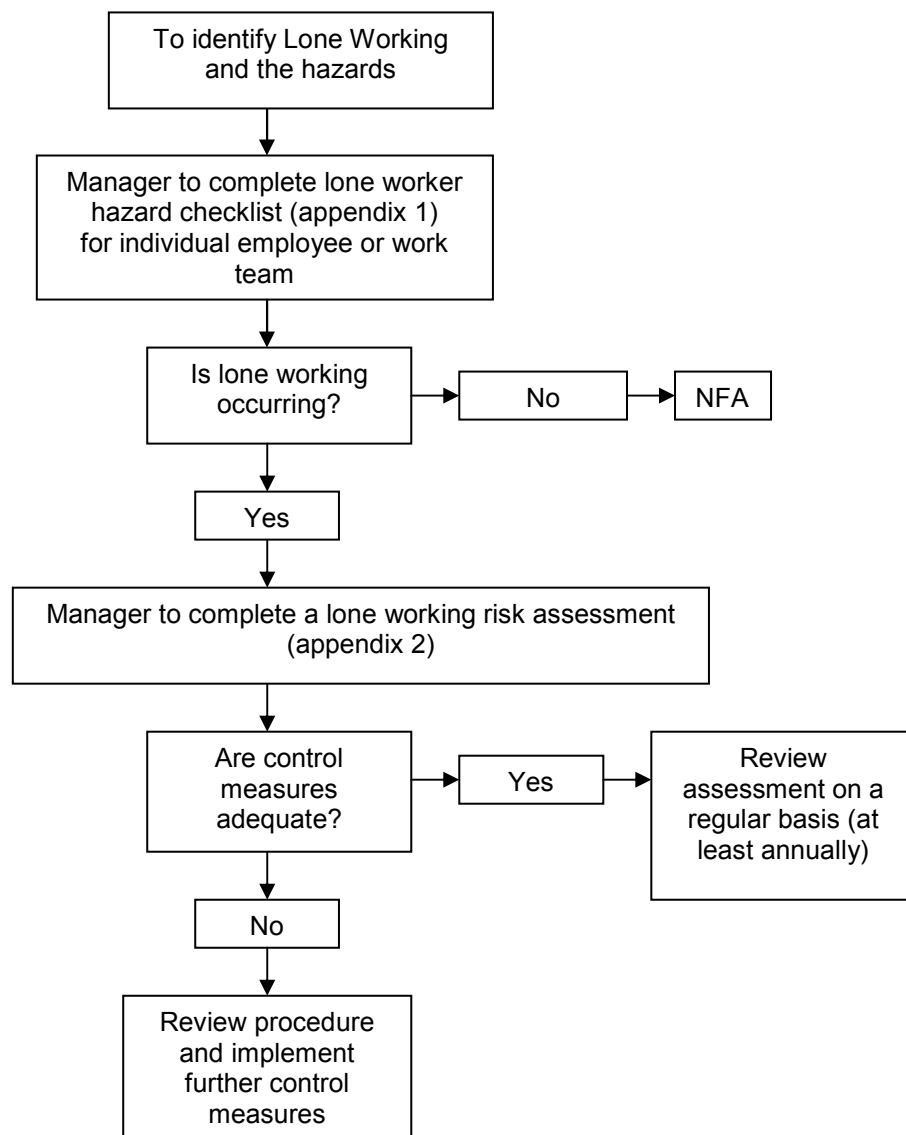 To identify Lone Working
and the hazards
Manager to complete lone worker
hazard checklist (appendix 1)
for individual employee or work
team
Is lone working
occurring?
No
NFA
Yes
Manager to complete a lone working risk assessment
(appendix 2)
Are control
measures
adequate?
Yes
Review
assessment on a
regular basis (at
least annually)
No
Review procedure
and implement
further control
measures